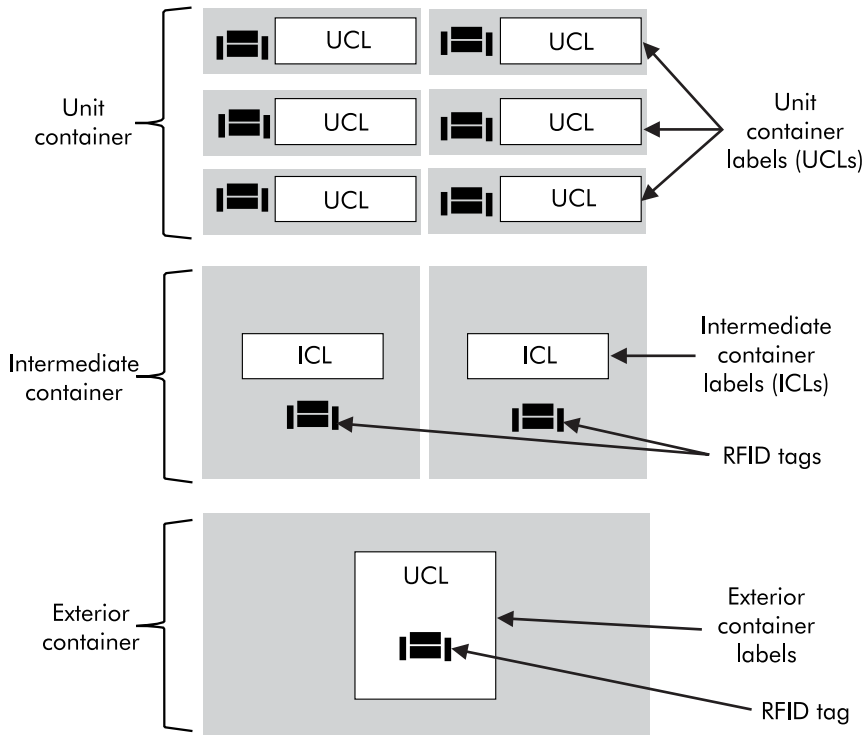 UCL
UCL
Unit
container
UCL
UCL
Unit
container
labels (UCLs)
UCL
UCL
Intermediate
container
ICL
ICL
Intermediate
container
labels (ICLs)
RFID tags
Exterior
container
UCL
Exterior
container
labels
RFID tag